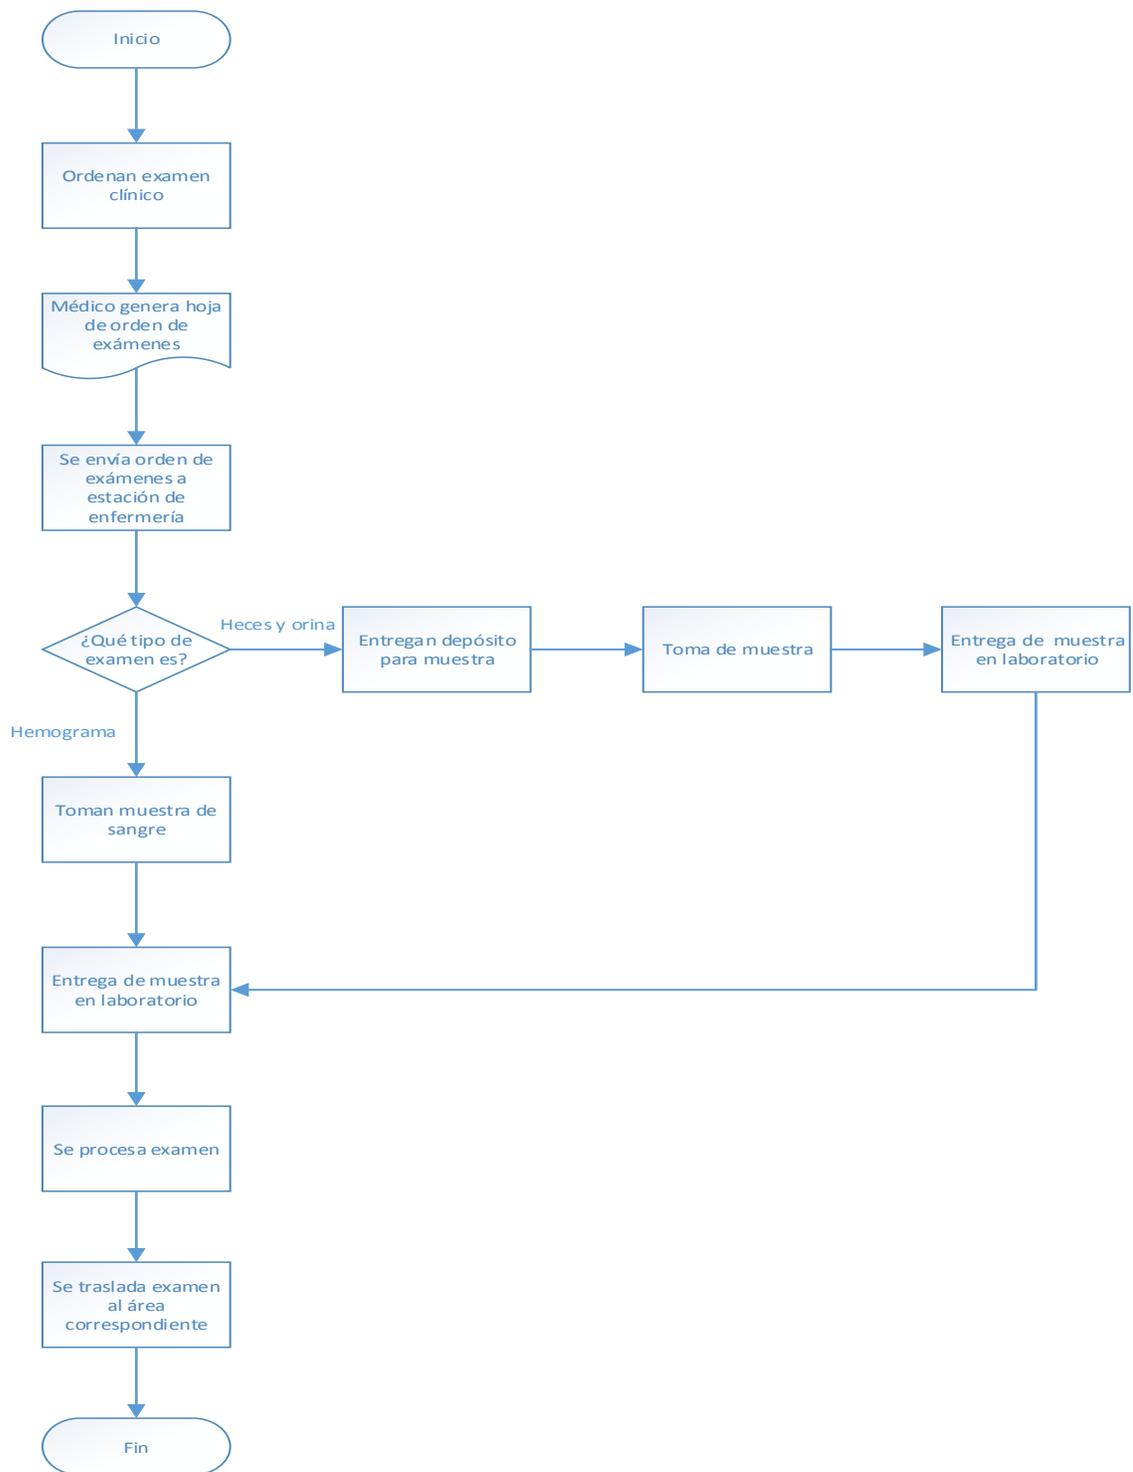 Inicio
Ordenan examen
clínico
Médico genera hoja
de orden de
exámenes
Se envía orden de
exámenes a
estación de
enfermería
¿Qué tipo de
examen es?
Heces y orina
Entregan depósito
para muestra
Toma de muestra
Entrega de muestra
en laboratorio
Hemograma
Toman muestra de
sangre
Entrega de muestra
en laboratorio
Se procesa examen
Se traslada examen
al área
correspondiente
Fin